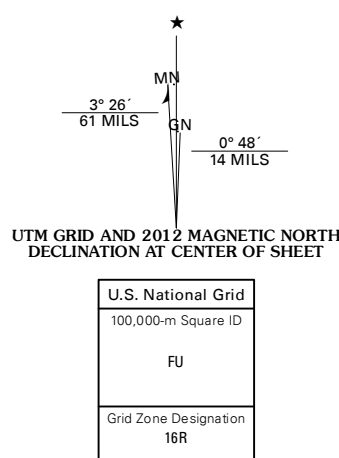 MN
3° 26´
61 MILS
GN
0° 48´
14 MILS
UTM GRID AND 2012 MAGNETIC NORTH
DECLINATION AT CENTER OF SHEET
U.S. National Grid
100,000-m Square ID
FU
Grid Zone Designation
16R